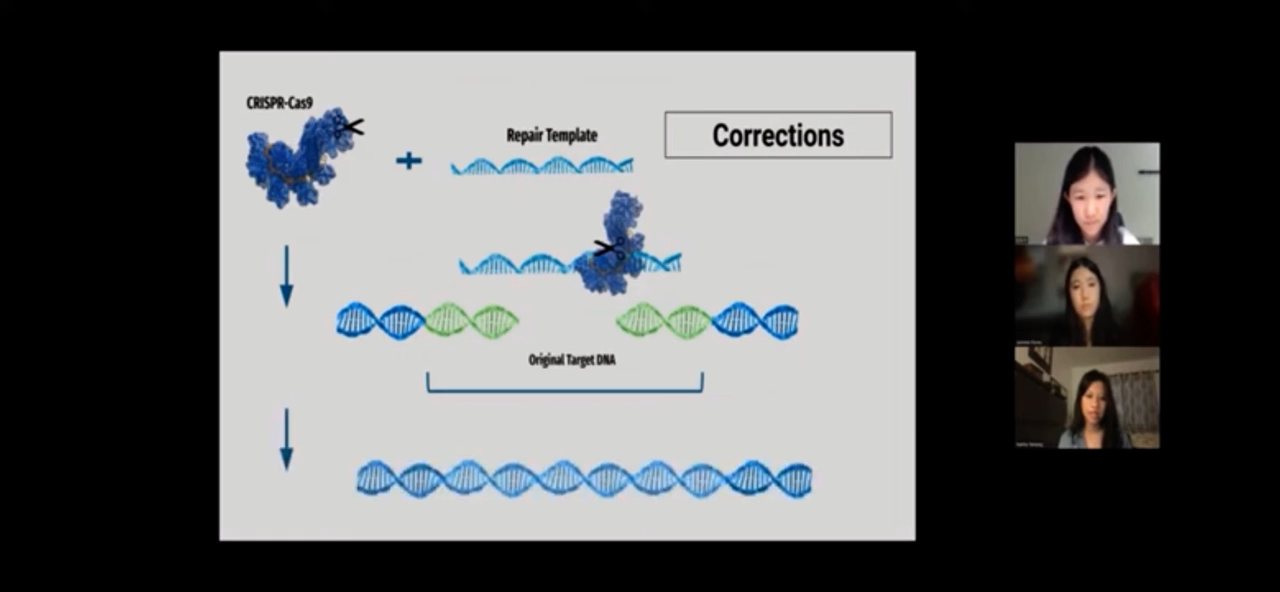 CRISPR-Cas9
Repair Template
Corrections
Original Target DNA